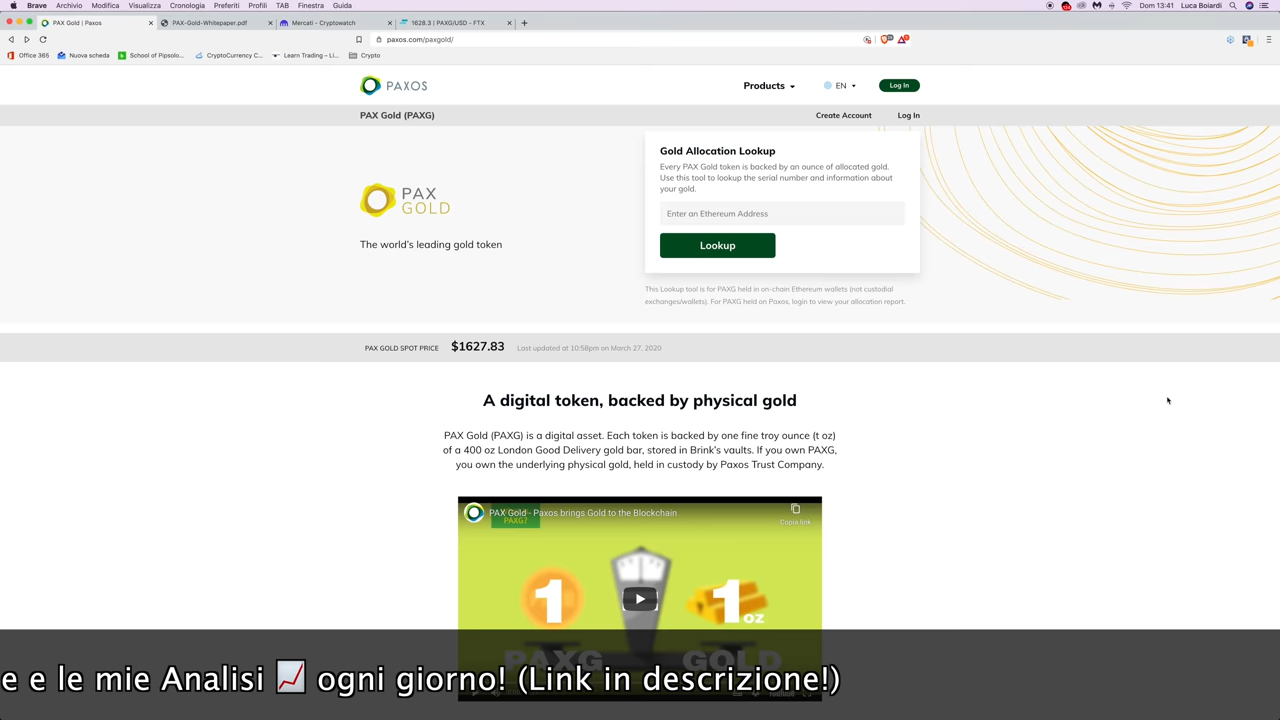 Brave Archivio Modifica Visualizza Cronologia Preferiti Profili TAB Finestra Guida
Dom 13:41 Luca Boiardi
PAX Gold | Paxos
PAX-Gold-Whitepaper.pdf
Mercati - Cryptowatch
1628.3 | PAXG/USD - FTX
paxos.com/paxgold/
Office 365
Nuova scheda
School of Pipsolo...
CryptoCurrency C...
Learn Trading – Li...
Crypto
PAXOS
Products
EN
Log In
PAX Gold (PAXG)
Create Account
Log In
PAX
GOLD
The world's leading gold token
Gold Allocation Lookup
Every PAX Gold token is backed by an ounce of allocated gold.
Use this tool to lookup the serial number and information about
your gold.
Enter an Ethereum Address
Lookup
This Lookup tool is for PAXG held in on-chain Ethereum wallets (not custodial
exchanges/wallets). For PAXG held on Paxos, login to view your allocation report.
PAX GOLD SPOT PRICE $1627.83 Last updated at 10:58pm on March 27, 2020
A digital token, backed by physical gold
PAX Gold (PAXG) is a digital asset. Each token is backed by one fine troy ounce (t oz)
of a 400 oz London Good Delivery gold bar, stored in Brink's vaults. If you own PAXG,
you own the underlying physical gold, held in custody by Paxos Trust Company.
PAX Gold - Paxos brings Gold to the Blockchain
PAXG?
Copia link
1
1
oz
PAXG
GOLD
e e le mie Analisi 📈 ogni giorno! (Link in descrizione!)